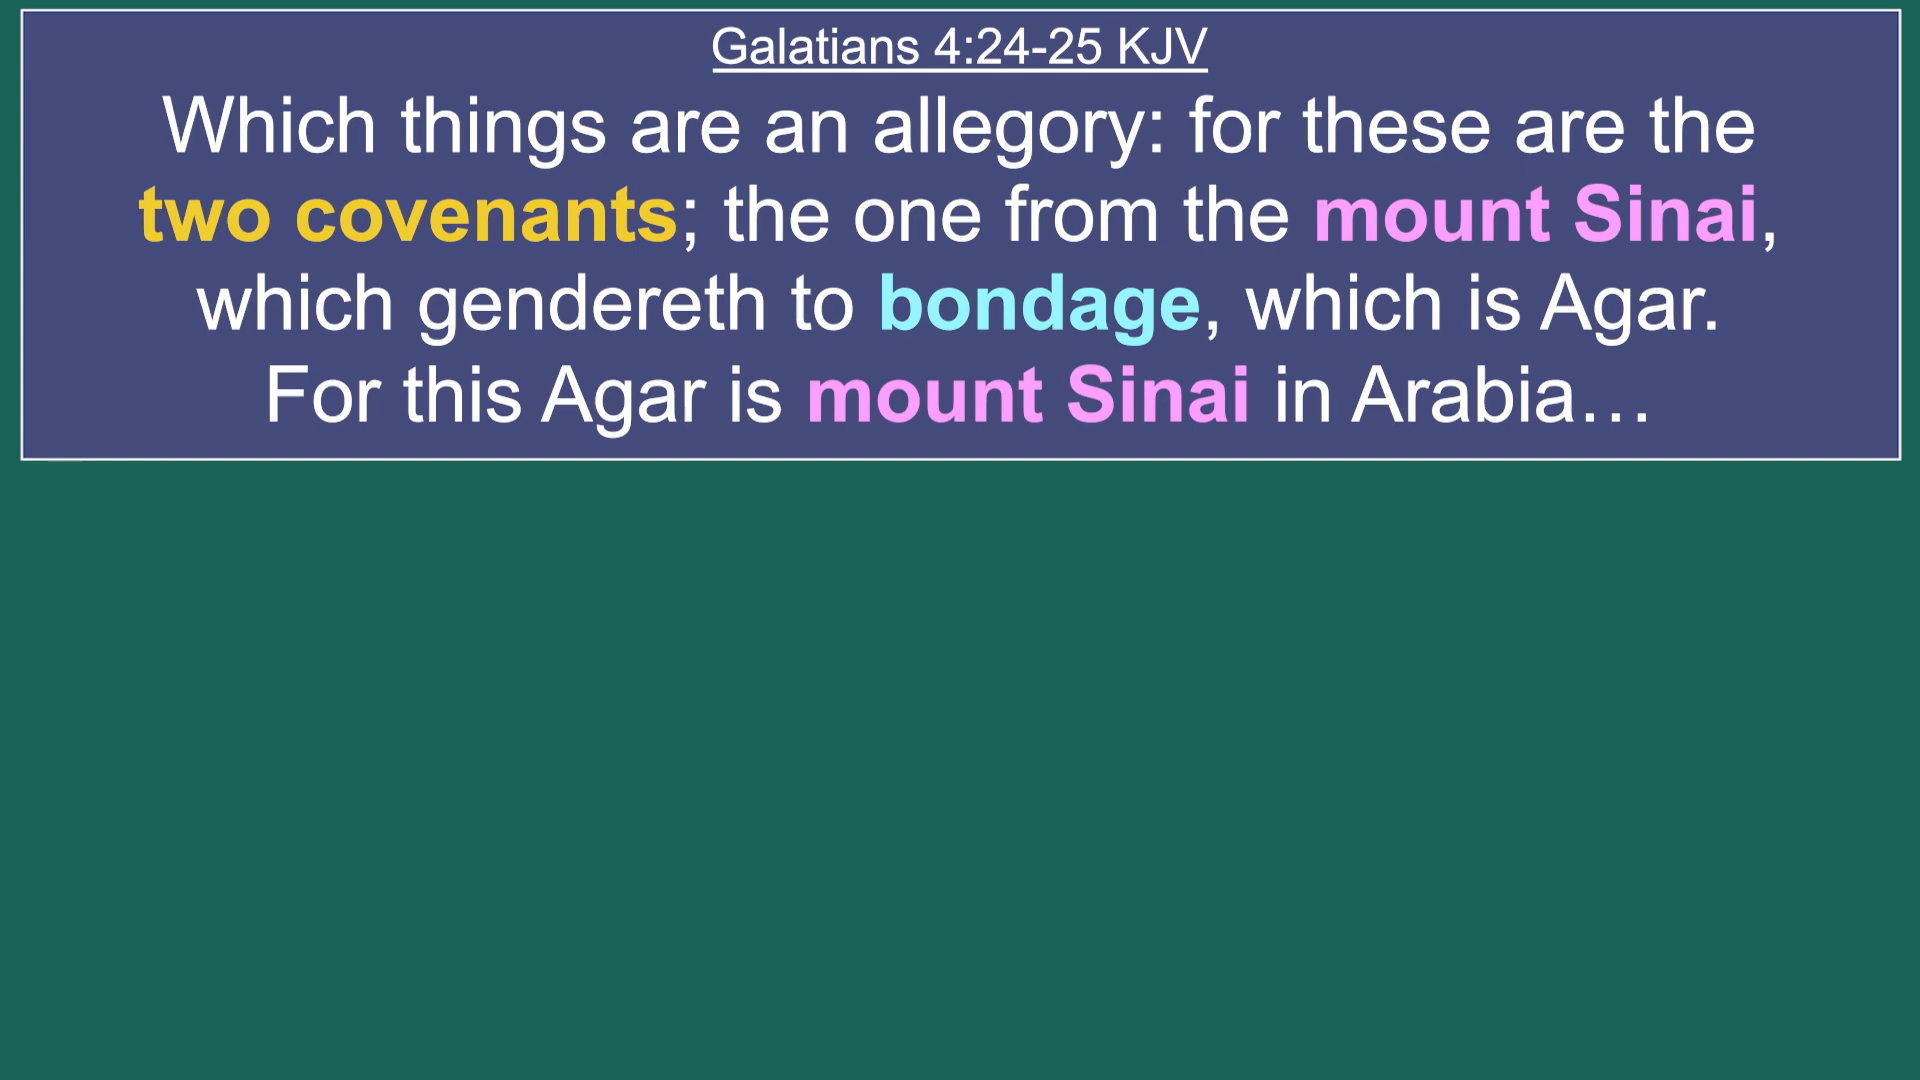 Galatians 4:24-25 KJV
Which things are an allegory: for these are the
two covenants; the one from the mount Sinai,
which gendereth to bondage, which is Agar.
For this Agar is mount Sinai in Arabia…